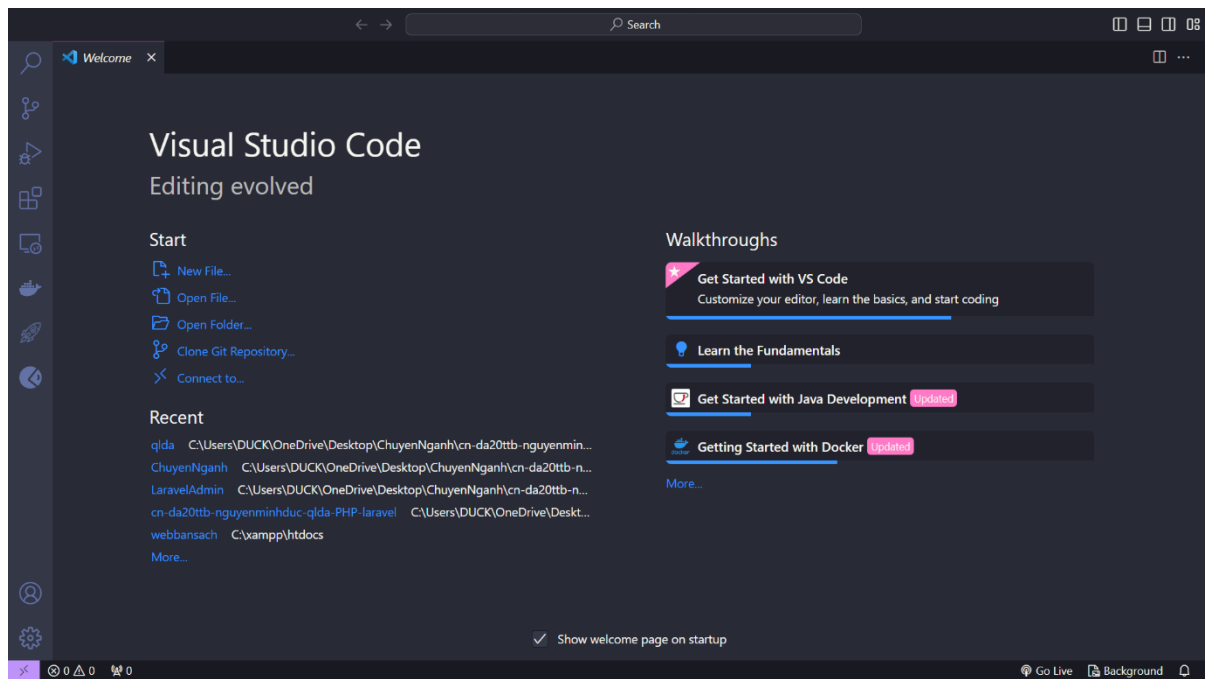 Search
Welcome
Visual Studio Code
Editing evolved
Start
New File...
Open File...
Open Folder...
Clone Git Repository...
Connect to...
Recent
qlda C:\Users\DUCK\OneDrive\Desktop\ChuyenNganh\cn-da20ttb-nguyenmin...
ChuyenNganh C:\Users\DUCK\OneDrive\Desktop\ChuyenNganh\cn-da20ttb-n...
LaravelAdmin C:\Users\DUCK\OneDrive\Desktop\ChuyenNganh\cn-da20ttb-n...
cn-da20ttb-nguyenminhduc-qlda-PHP-laravel C:\Users\DUCK\OneDrive\Deskt...
webbansach C:\xampp\htdocs
More...
Walkthroughs
Get Started with VS Code
Customize your editor, learn the basics, and start coding
Learn the Fundamentals
Get Started with Java Development Updated
docker Getting Started with Docker Updated
More...
Show welcome page on startup
0 0 0 Go Live Background